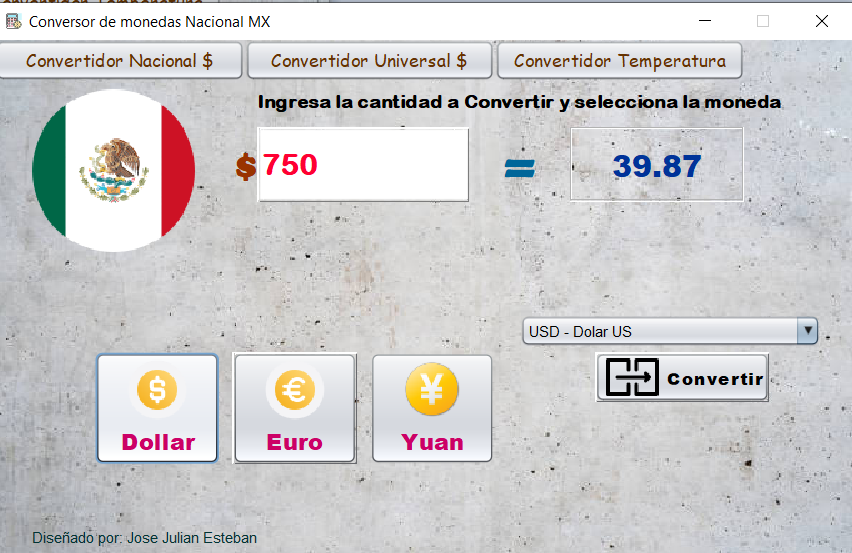 Conversor de monedas Nacional MX
Convertidor Nacional $
Convertidor Universal $
Convertidor Temperatura
Ingresa la cantidad a Convertir y selecciona la moneda
$ 750 = 39.87
USD - Dolar US
Convertir
$ € ¥
Dollar Euro Yuan
Diseñado por: Jose Julian Esteban